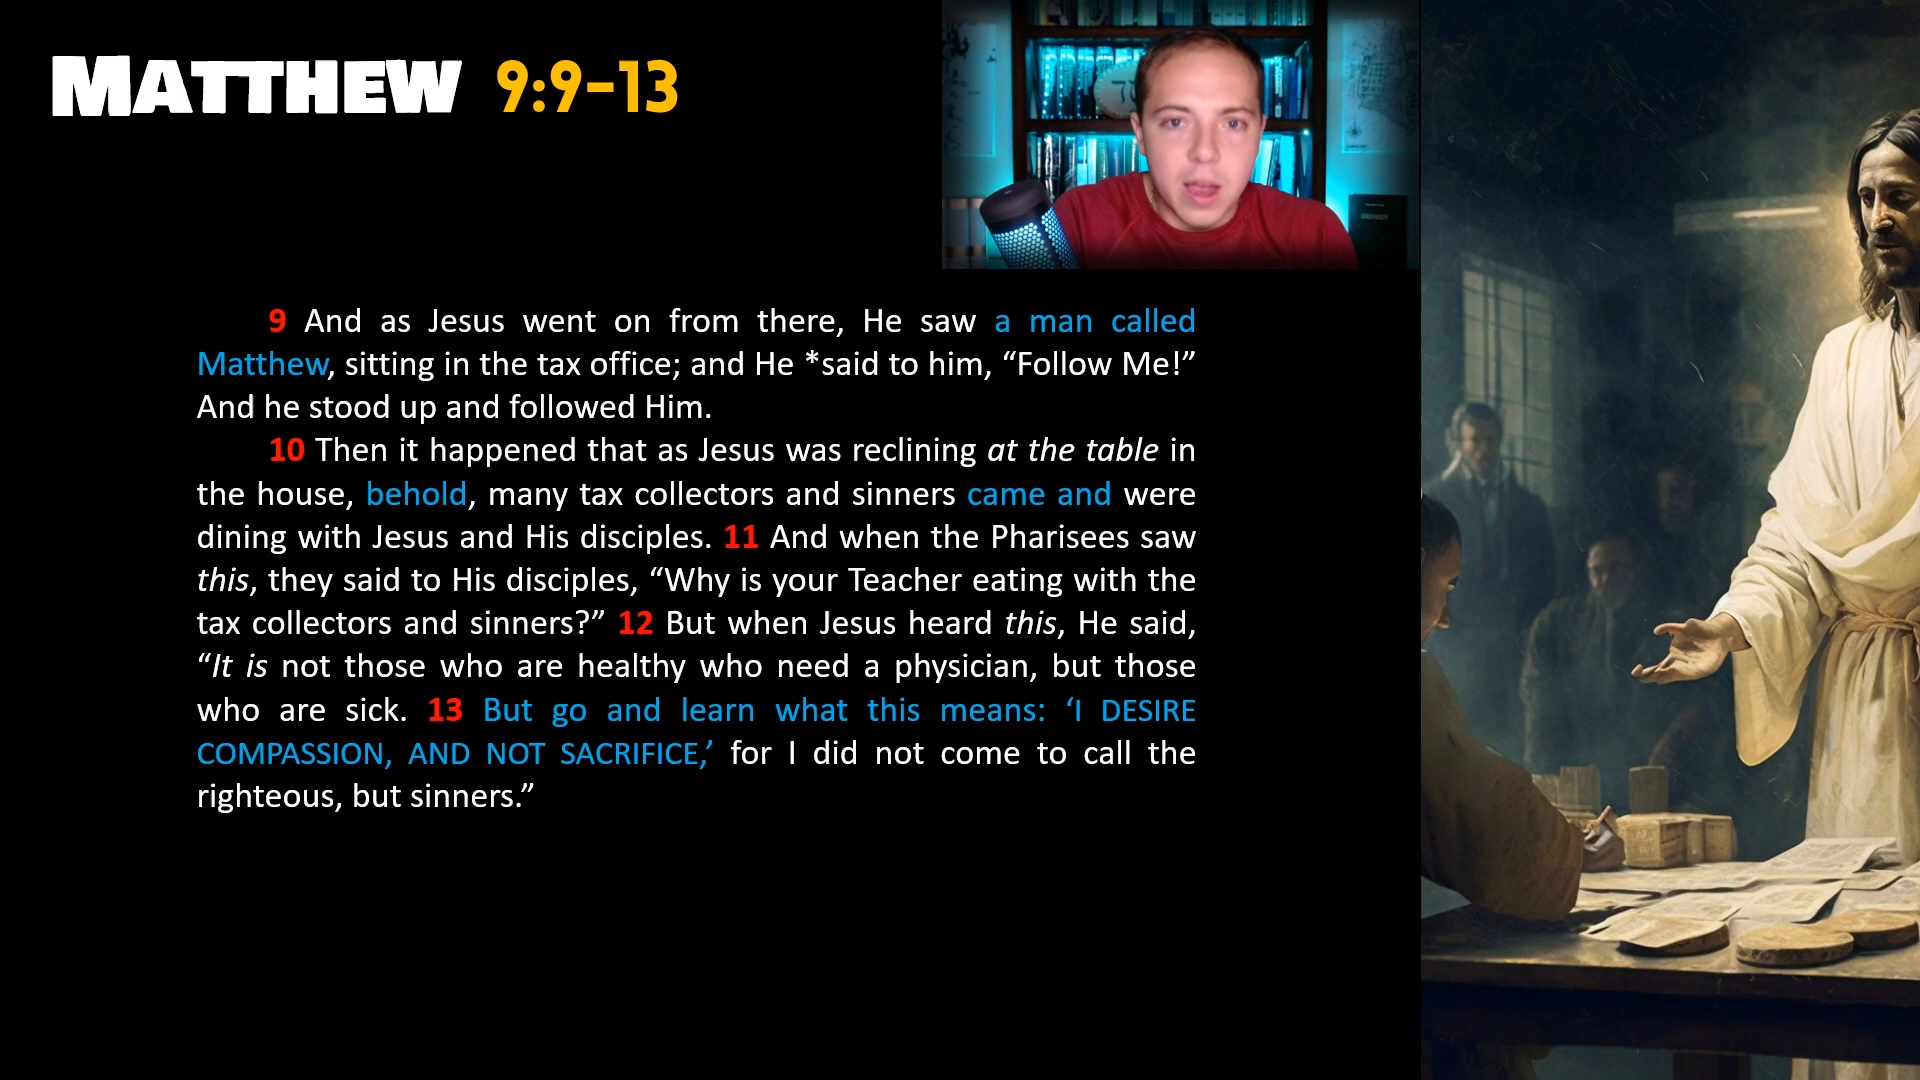 MATTHEW 9:9-13
9 And as Jesus went on from there, He saw a man called
Matthew, sitting in the tax office; and He *said to him, “Follow Me!”
And he stood up and followed Him.
10 Then it happened that as Jesus was reclining at the table in
the house, behold, many tax collectors and sinners came and were
dining with Jesus and His disciples. 11 And when the Pharisees saw
this, they said to His disciples, “Why is your Teacher eating with the
tax collectors and sinners?” 12 But when Jesus heard this, He said,
“It is not those who are healthy who need a physician, but those
who are sick. 13 But go and learn what this means: ‘I DESIRE
COMPASSION, AND NOT SACRIFICE,’ for I did not come to call the
righteous, but sinners.”